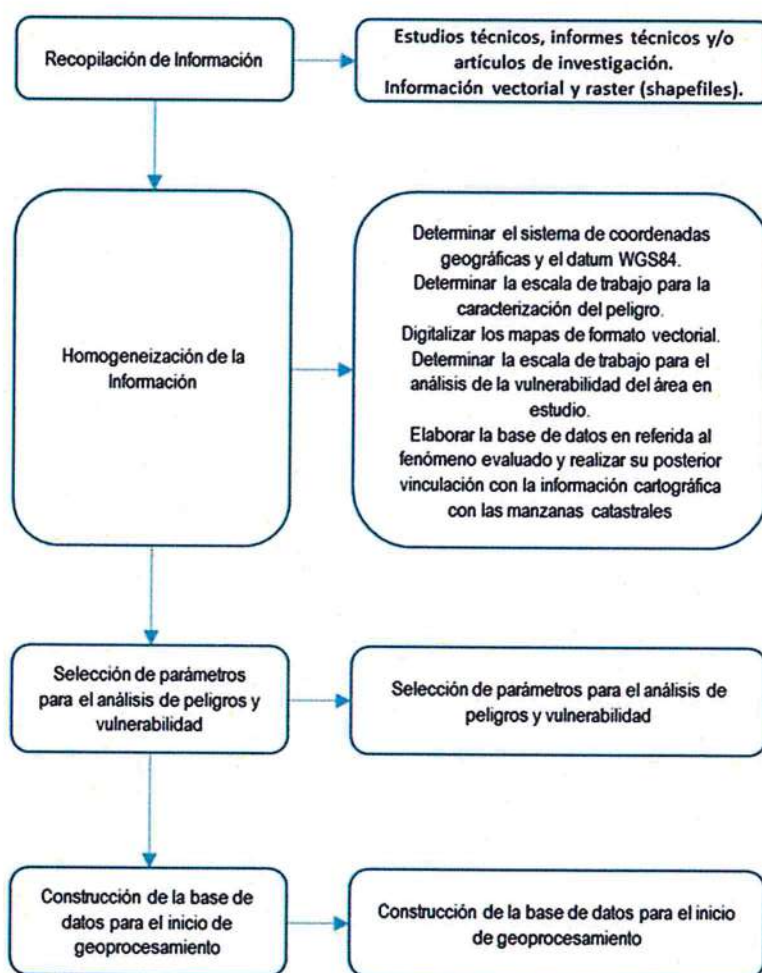 Recopilación de Información
Estudios técnicos, informes técnicos y/o
artículos de investigación.
Información vectorial y raster (shapefiles).
Homogeneización de la
Información
Determinar el sistema de coordenadas
geográficas y el datum WGS84.
Determinar la escala de trabajo para la
caracterización del peligro.
Digitalizar los mapas de formato vectorial.
Determinar la escala de trabajo para el
análisis de la vulnerabilidad del área en
estudio.
Elaborar la base de datos en referida al
fenómeno evaluado y realizar su posterior
vinculación con la información cartográfica
con las manzanas catastrales
Selección de parámetros
para el análisis de peligros y
vulnerabilidad
Selección de parámetros para el análisis de
peligros y vulnerabilidad
Construcción de la base de
datos para el inicio de
geoprocesamiento
Construcción de la base de datos para el inicio
de geoprocesamiento